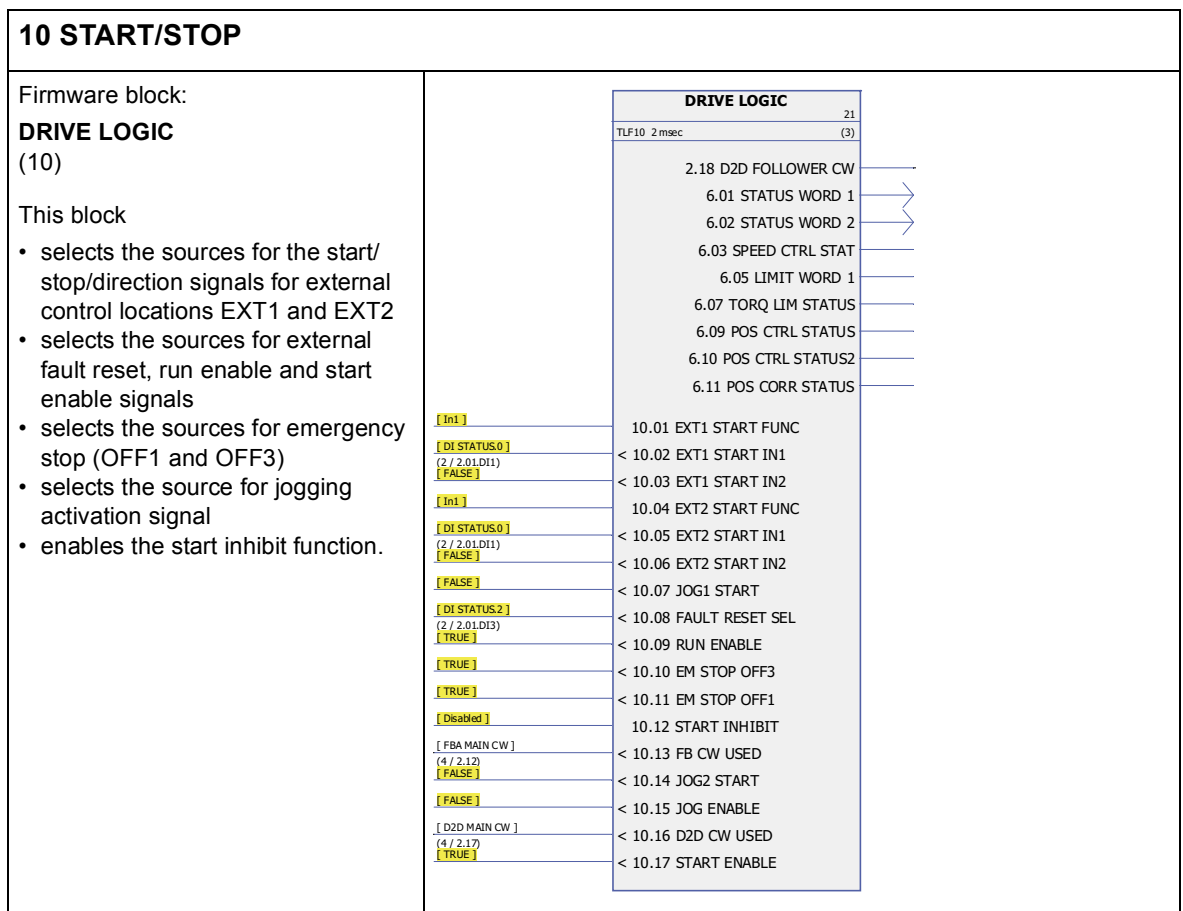 10 START/STOP
Firmware block:
DRIVE LOGIC
(10)
This block
• selects the sources for the start/
stop/direction signals for external
control locations EXT1 and EXT2
• selects the sources for external
fault reset, run enable and start
enable signals
• selects the sources for emergency
stop (OFF1 and OFF3)
• selects the source for jogging
activation signal
• enables the start inhibit function.
DRIVE LOGIC
21
TLF10 2 msec (3)
2.18 D2D FOLLOWER CW
6.01 STATUS WORD 1
6.02 STATUS WORD 2
6.03 SPEED CTRL STAT
6.05 LIMIT WORD 1
6.07 TORQ LIM STATUS
6.09 POS CTRL STATUS
6.10 POS CTRL STATUS2
6.11 POS CORR STATUS
[ In1 ]
10.01 EXT1 START FUNC
[ DI STATUS.0 ]
(2 / 2.01.DI1)
< 10.02 EXT1 START IN1
[ FALSE ]
< 10.03 EXT1 START IN2
[ In1 ]
10.04 EXT2 START FUNC
[ DI STATUS.0 ]
(2 / 2.01.DI1)
< 10.05 EXT2 START IN1
[ FALSE ]
< 10.06 EXT2 START IN2
[ FALSE ]
< 10.07 JOG1 START
[ DI STATUS.2 ]
(2 / 2.01.DI3)
< 10.08 FAULT RESET SEL
[ TRUE ]
< 10.09 RUN ENABLE
[ TRUE ]
< 10.10 EM STOP OFF3
[ TRUE ]
< 10.11 EM STOP OFF1
[ Disabled ]
10.12 START INHIBIT
[ FBA MAIN CW ]
(4 / 2.12)
< 10.13 FB CW USED
[ FALSE ]
< 10.14 JOG2 START
[ FALSE ]
< 10.15 JOG ENABLE
[ D2D MAIN CW ]
(4 / 2.17)
< 10.16 D2D CW USED
[ TRUE ]
< 10.17 START ENABLE